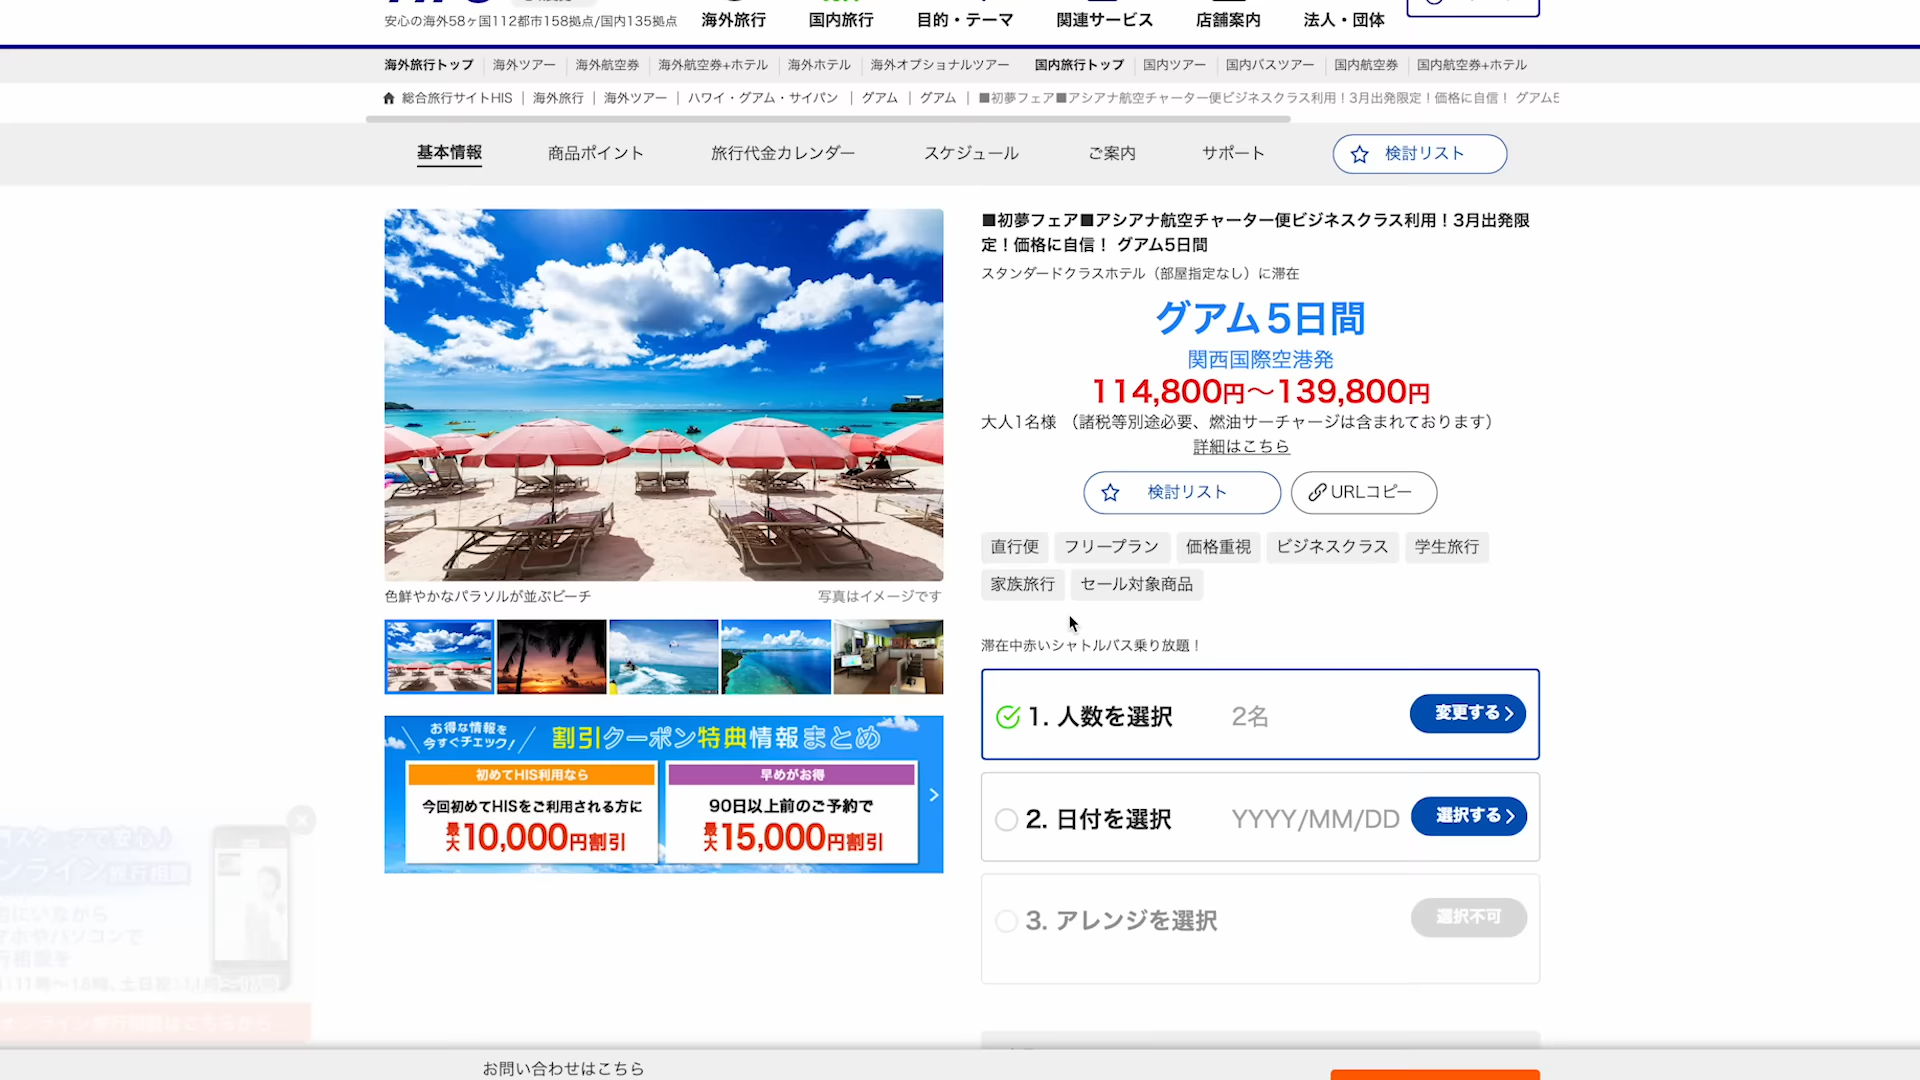 安心の海外58ヶ国112都市158拠点/国内135拠点
海外旅行
国内旅行
目的・テーマ
関連サービス
店舗案内
法人・団体
海外旅行トップ
海外ツアー
海外航空券
海外航空券+ホテル
海外ホテル
海外オプショナルツアー
国内旅行トップ
国内ツアー
国内バスツアー
国内航空券
国内航空券+ホテル
総合旅行サイトHIS
海外旅行
海外ツアー
ハワイ・グアム・サイパン
グアム
グアム
■初夢フェア■アシアナ航空チャーター便ビジネスクラス利用！3月出発限定！価格に自信！ グアム5
基本情報
商品ポイント
旅行代金カレンダー
スケジュール
ご案内
サポート
検討リスト
■初夢フェア■アシアナ航空チャーター便ビジネスクラス利用！3月出発限
定！価格に自信！ グアム5日間
スタンダードクラスホテル（部屋指定なし）に滞在
グアム5日間
関西国際空港発
114,800円～139,800円
大人1名様 （諸税等別途必要、燃油サーチャージは含まれております）
詳細はこちら
検討リスト
URLコピー
直行便
フリープラン
価格重視
ビジネスクラス
学生旅行
家族旅行
セール対象商品
色鮮やかなパラソルが並ぶビーチ
写真はイメージです
滞在中赤いシャトルバス乗り放題！
1. 人数を選択
2名
変更する
2. 日付を選択
YYYY/MM/DD
選択する
3. アレンジを選択
選択不可
お得な情報を
今すぐチェック！
割引クーポン特典情報まとめ
初めてHIS利用なら
今回初めてHISをご利用される方に
最大10,000円割引
早めがお得
90日以上前のご予約で
最大15,000円割引
お問い合わせはこちら